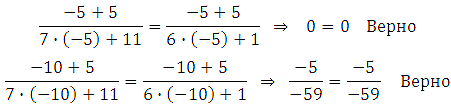 (−5 + 5)/(7·(−5) + 11) = (−5 + 5)/(6·(−5) + 1) ⇒ 0 = 0 Верно
(−10 + 5)/(7·(−10) + 11) = (−10 + 5)/(6·(−10) + 1) ⇒ −5/−59 = −5/−59 Верно